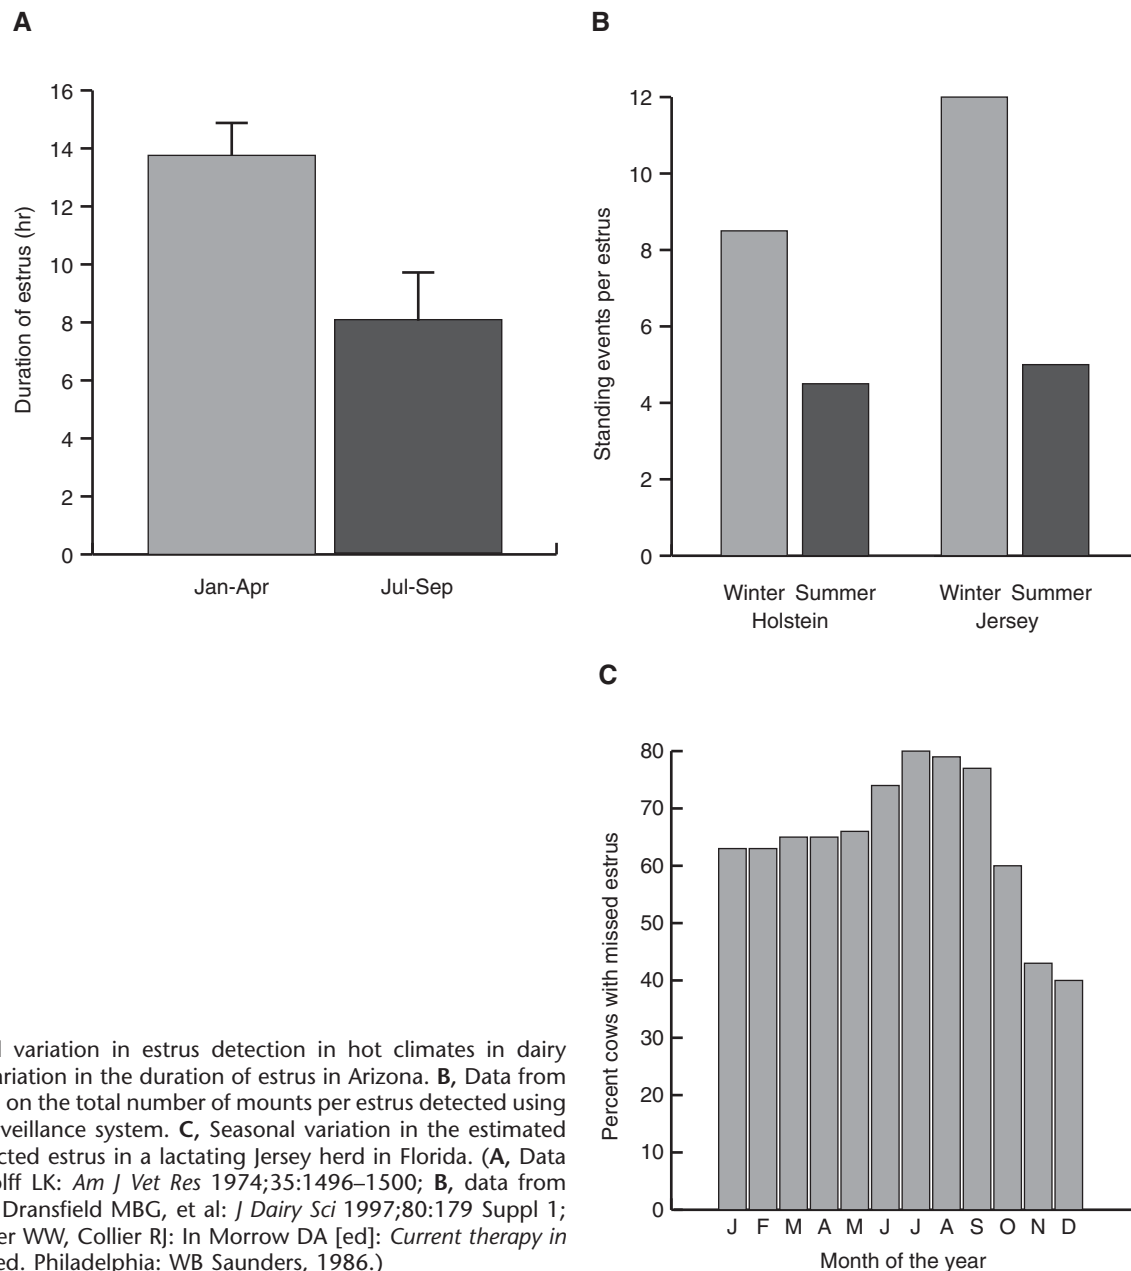 A
16
14
12
10
8
6
4
2
0
Duration of estrus (hr)
Jan-Apr Jul-Sep
B
12
10
8
6
4
2
0
Standing events per estrus
Winter Summer Winter Summer
Holstein Jersey
C
80
70
60
50
40
30
20
10
0
Percent cows with missed estrus
J F M A M J J A S O N D
Month of the year
variation in estrus detection in hot climates in dairy
variation in the duration of estrus in Arizona. B, Data from
on the total number of mounts per estrus detected using
C, Seasonal variation in the estimated
estrus in a lactating Jersey herd in Florida. (A, Data
LK: Am J Vet Res 1974;35:1496–1500; B, data from
Dransfield MBG, et al: J Dairy Sci 1997;80:179 Suppl 1;
WW, Collier RJ: In Morrow DA [ed]: Current therapy in
ed. Philadelphia: WB Saunders, 1986.)